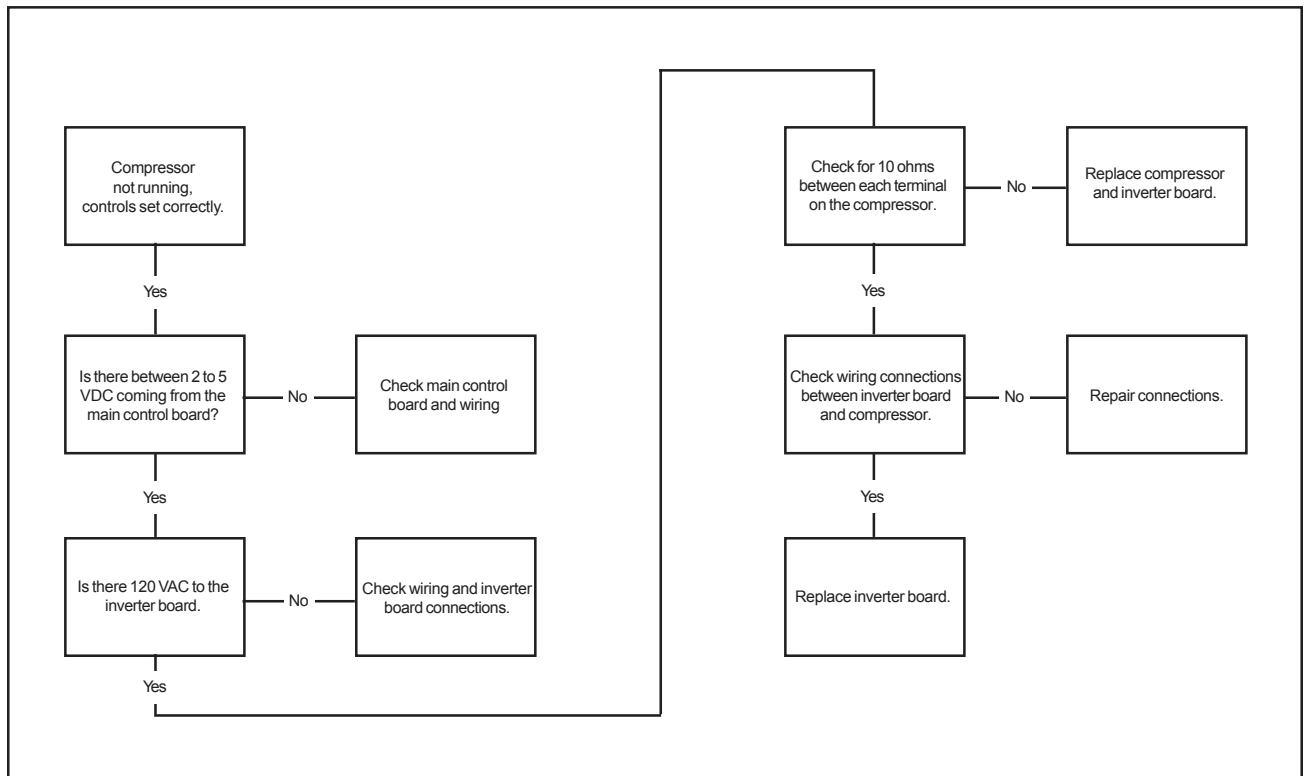 Compressor
not running,
controls set correctly.
Yes
Is there between 2 to 5
VDC coming from the
main control board?
No
Check main control
board and wiring
Yes
Is there 120 VAC to the
inverter board.
No
Check wiring and inverter
board connections.
Yes
Check for 10 ohms
between each terminal
on the compressor.
No
Replace compressor
and inverter board.
Yes
Check wiring connections
between inverter board
and compressor.
No
Repair connections.
Yes
Replace inverter board.